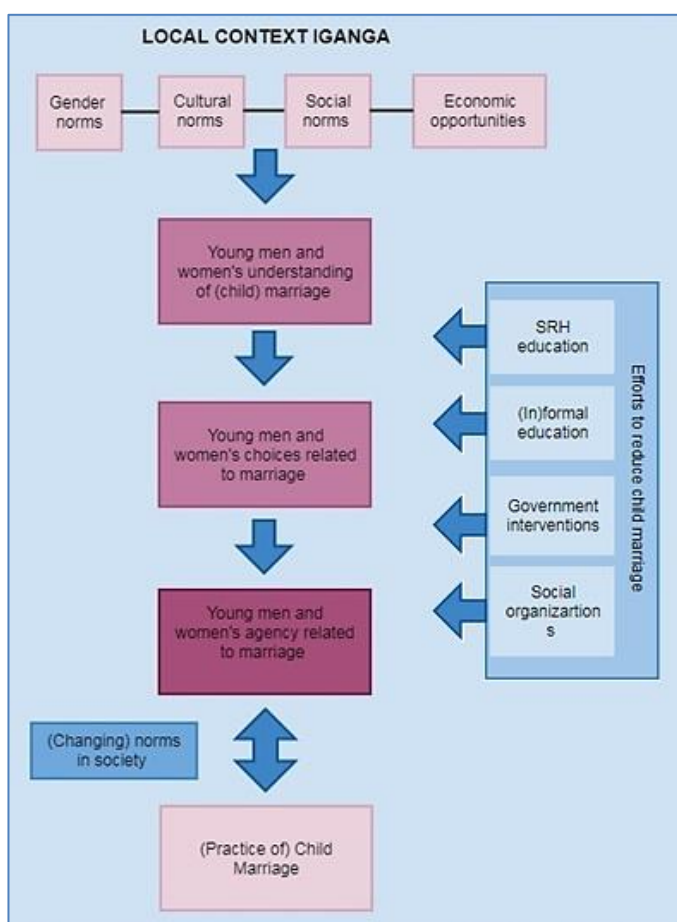 LOCAL CONTEXT IGANGA
Gender
norms
Cultural
norms
Social
norms
Economic
opportunities
Young men and
women's understanding
of (child) marriage
Young men and
women's choices related
to marriage
Young men and
women's agency related
to marriage
(Changing) norms
in society
(Practice of) Child
Marriage
SRH
education
(In)formal
education
Government
interventions
Social
organizartion
s
Efforts to reduce child marriage